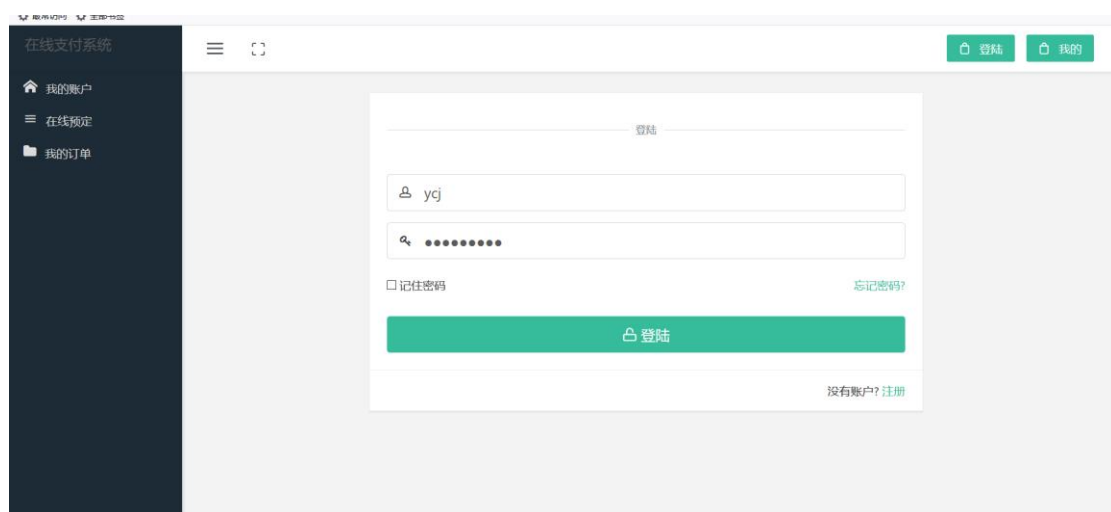 在线支付系统
登陆
我的
我的账户
在线预定
我的订单
登陆
ycj
记住密码
忘记密码?
登陆
没有账户? 注册